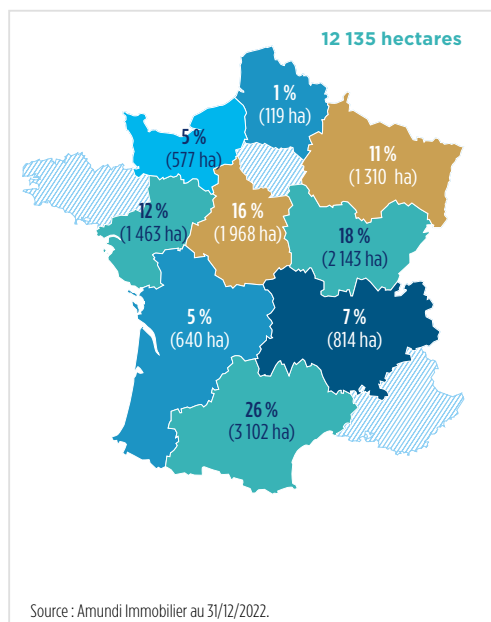 12 135 hectares
1 %
(119 ha)
5 %
(577 ha)
11 %
(1 310 ha)
12 %
(1 463 ha)
16 %
(1 968 ha)
18 %
(2 143 ha)
5 %
(640 ha)
7 %
(814 ha)
26 %
(3 102 ha)
Source : Amundi Immobilier au 31/12/2022.